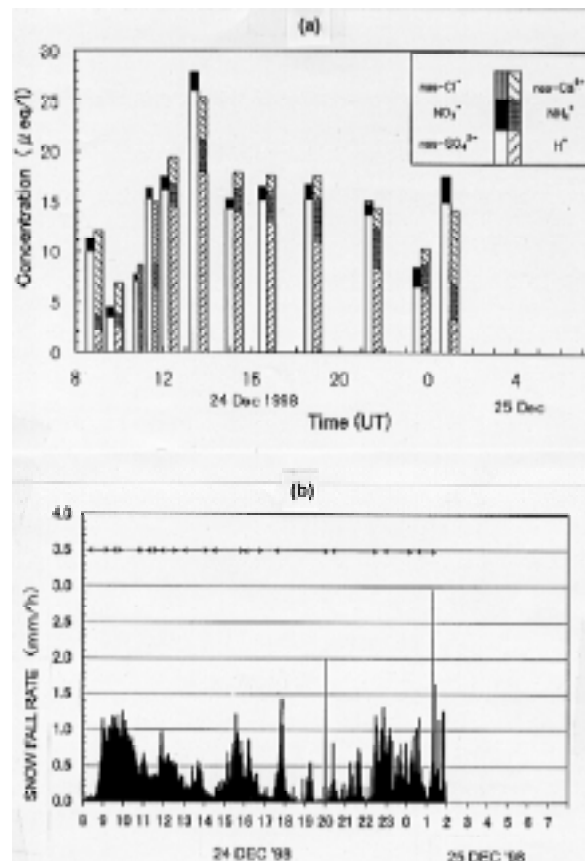 (a)
30
25
20
15
10
5
0
Concentration (μeq/l)
nss-Cl⁻ nss-Ca²⁺
NO₃⁻ NH₄⁺
nss-SO₄²⁻ H⁺
8 12 16 20 0 4
24 Dec 1998 25 Dec
Time (UT)
(b)
4.0
3.5
3.0
2.5
2.0
1.5
1.0
0.5
0.0
SNOW FALL RATE (mm/h)
8 9 10 11 12 13 14 15 16 17 18 19 20 21 22 23 0 1 2 3 4 5 6 7
24 DEC '98 25 DEC '98